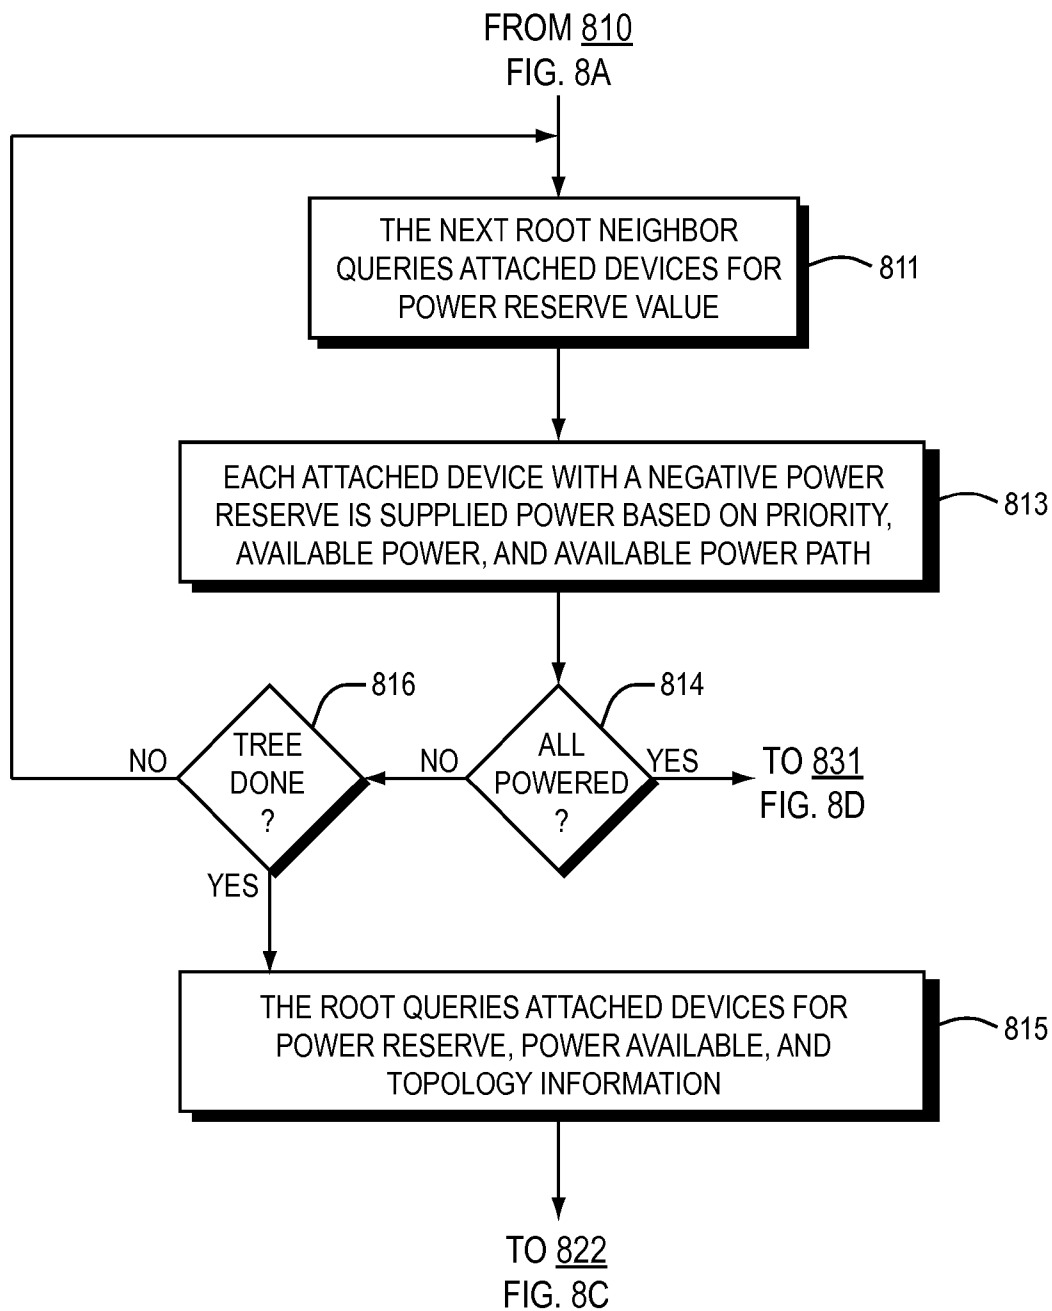 FROM 810
FIG. 8A
THE NEXT ROOT NEIGHBOR
QUERIES ATTACHED DEVICES FOR
POWER RESERVE VALUE
811
EACH ATTACHED DEVICE WITH A NEGATIVE POWER
RESERVE IS SUPPLIED POWER BASED ON PRIORITY,
AVAILABLE POWER, AND AVAILABLE POWER PATH
813
816
814
NO
TREE
DONE
?
NO
ALL
POWERED
?
YES
TO 831
FIG. 8D
YES
THE ROOT QUERIES ATTACHED DEVICES FOR
POWER RESERVE, POWER AVAILABLE, AND
TOPOLOGY INFORMATION
815
TO 822
FIG. 8C